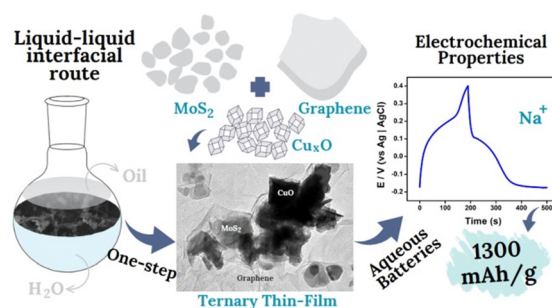 Liquid-liquid
interfacial
route
Oil
H₂O
One-step
MoS₂
Graphene
CuₓO
CuO
MoS₂
Graphene
Ternary Thin-Film
Aqueous
Batteries
Electrochemical
Properties
Na⁺
E / V (vs Ag | AgCl)
0.4
0.3
0.2
0.1
0.0
-0.1
-0.2
0 100 200 300 400 500
Time (s)
1300
mAh/g